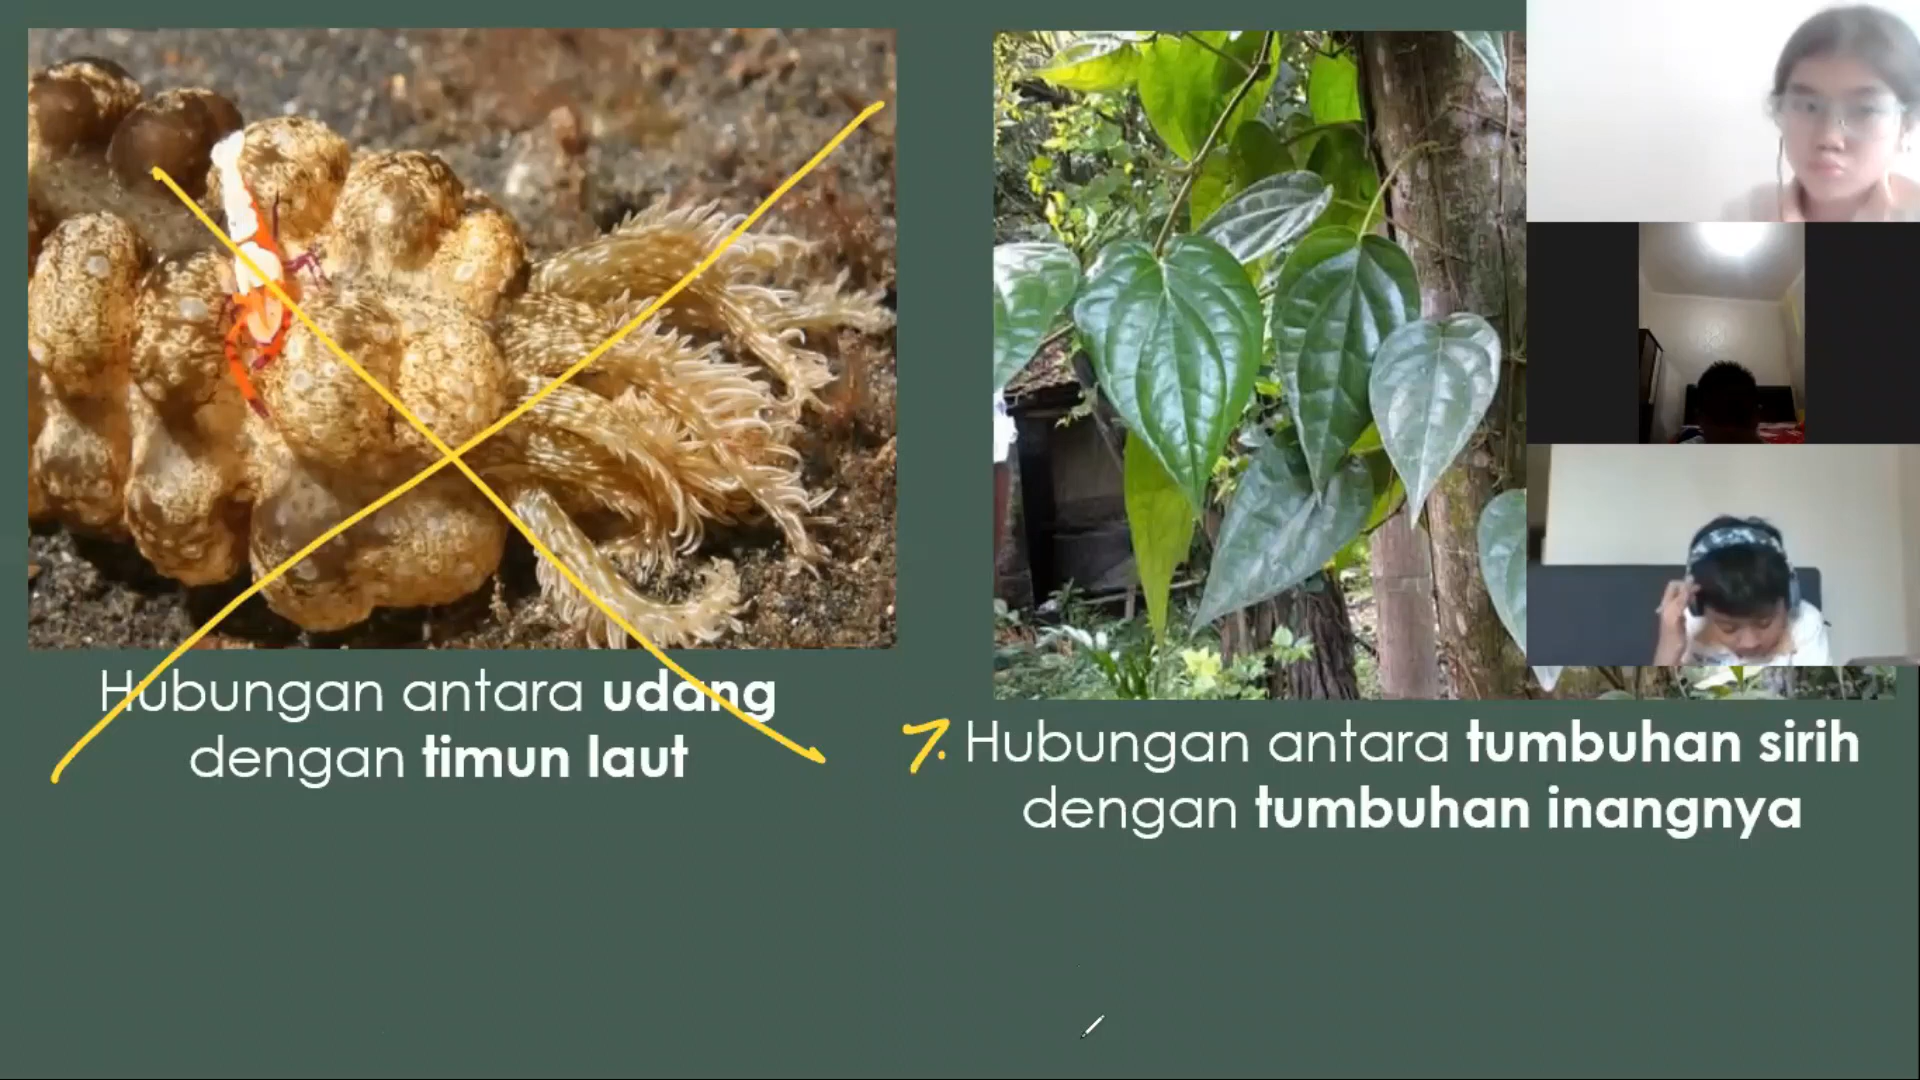 Hubungan antara udang
dengan timun laut
7. Hubungan antara tumbuhan sirih
dengan tumbuhan inangnya